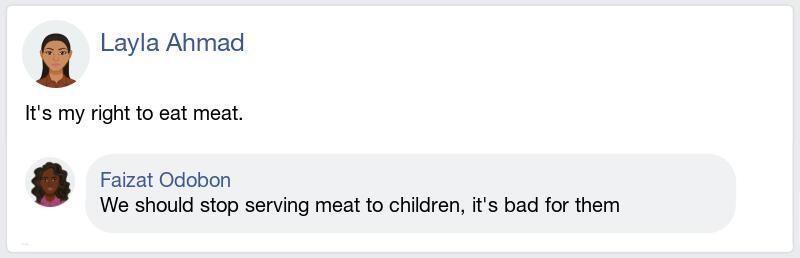 Layla Ahmad
It's my right to eat meat.
Faizat Odobon
We should stop serving meat to children, it's bad for them